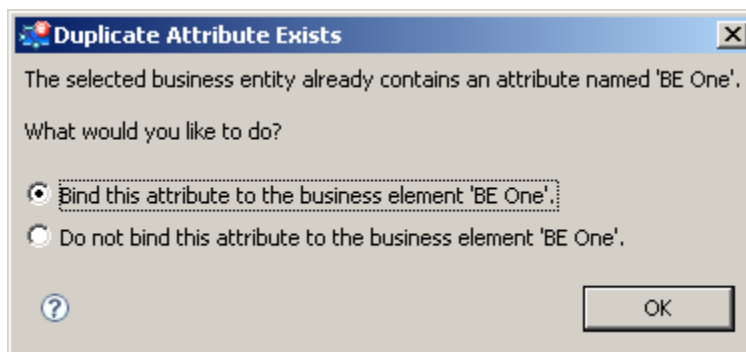 Duplicate Attribute Exists
The selected business entity already contains an attribute named 'BE One'.
What would you like to do?
Bind this attribute to the business element 'BE One'.
Do not bind this attribute to the business element 'BE One'.
?
OK